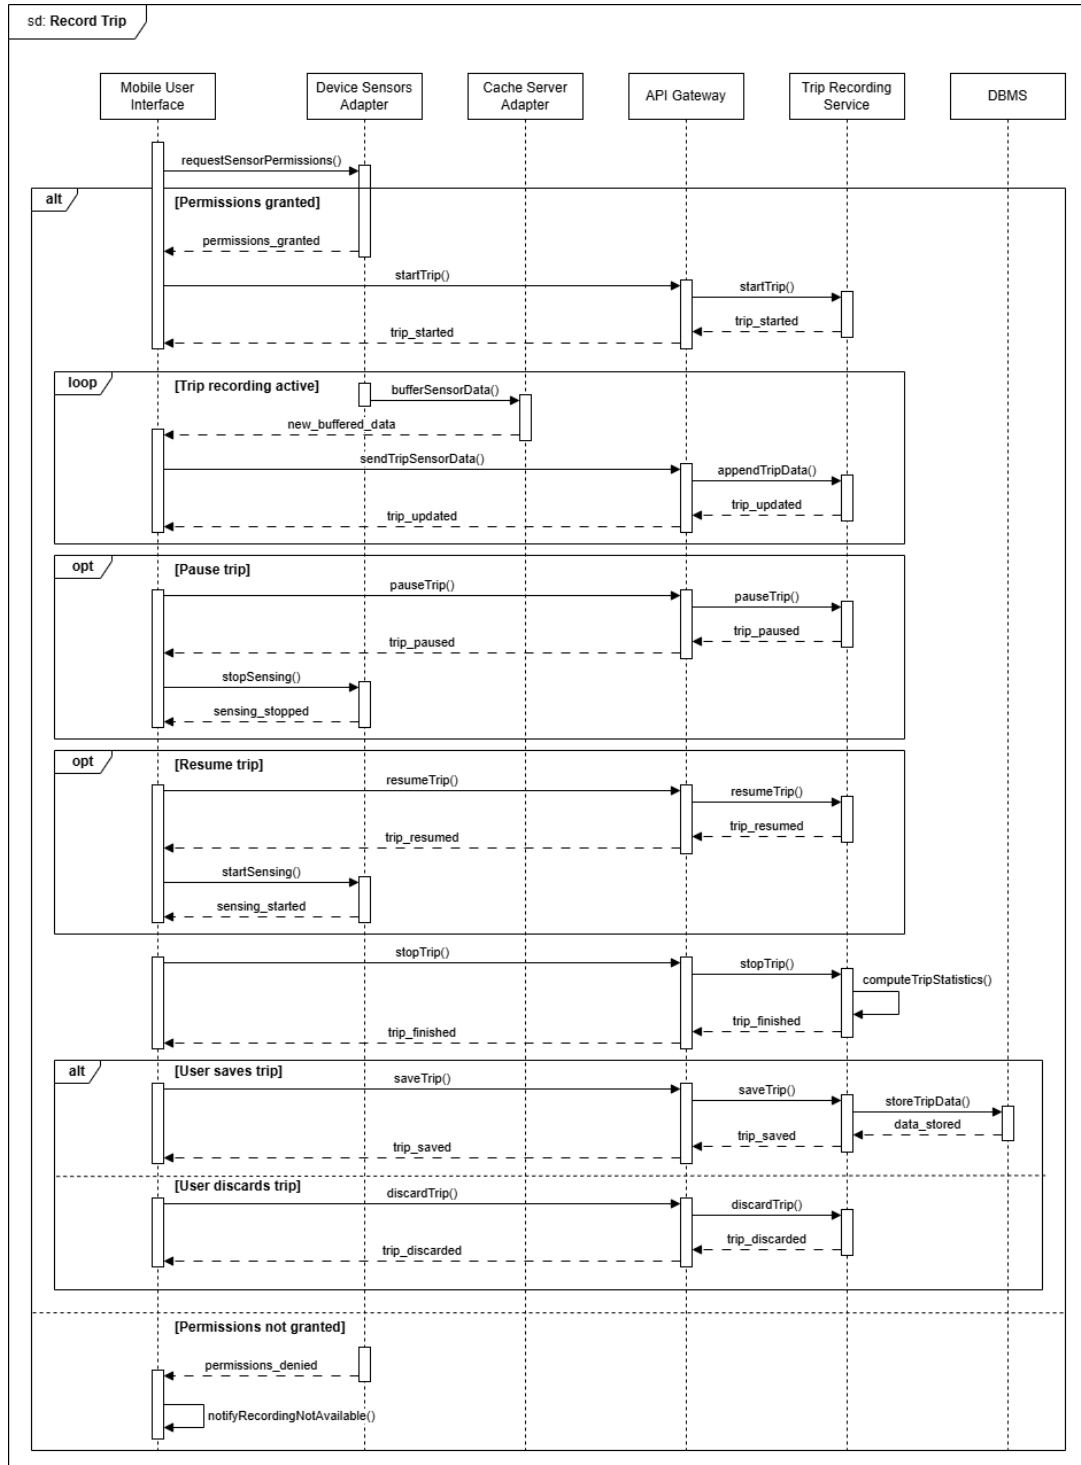 sd: Record Trip
Mobile User
Interface
Device Sensors
Adapter
Cache Server
Adapter
API Gateway
Trip Recording
Service
DBMS
requestSensorPermissions()
alt
[Permissions granted]
permissions_granted
startTrip()
startTrip()
trip_started
trip_started
loop
[Trip recording active]
bufferSensorData()
new_buffered_data
sendTripSensorData()
appendTripData()
trip_updated
trip_updated
opt
[Pause trip]
pauseTrip()
pauseTrip()
trip_paused
trip_paused
stopSensing()
sensing_stopped
opt
[Resume trip]
resumeTrip()
resumeTrip()
trip_resumed
trip_resumed
startSensing()
sensing_started
stopTrip()
stopTrip()
computeTripStatistics()
trip_finished
trip_finished
alt
[User saves trip]
saveTrip()
saveTrip()
storeTripData()
data_stored
trip_saved
trip_saved
[User discards trip]
discardTrip()
discardTrip()
trip_discarded
trip_discarded
[Permissions not granted]
permissions_denied
notifyRecordingNotAvailable()